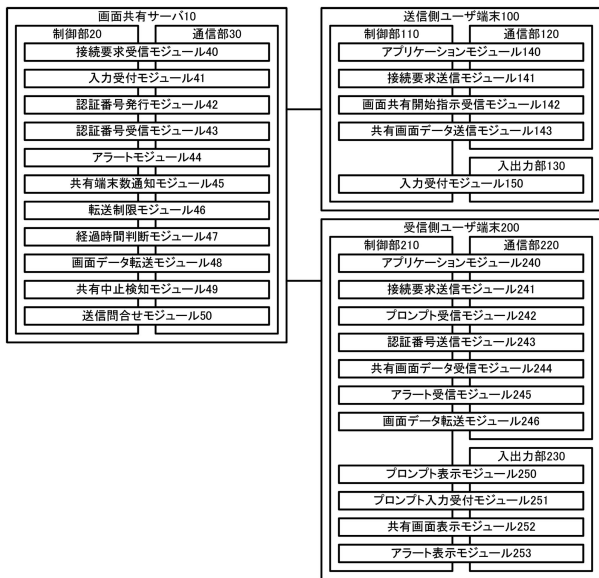 画面共有サーバ10
制御部20
通信部30
接続要求受信モジュール40
入力受付モジュール41
認証番号発行モジュール42
認証番号受信モジュール43
アラートモジュール44
共有端末数通知モジュール45
転送制限モジュール46
経過時間判断モジュール47
画面データ転送モジュール48
共有中止検知モジュール49
送信問合せモジュール50
送信側ユーザ端末100
制御部110
通信部120
アプリケーションモジュール140
接続要求送信モジュール141
画面共有開始指示受信モジュール142
共有画面データ送信モジュール143
入出力部130
入力受付モジュール150
受信側ユーザ端末200
制御部210
通信部220
アプリケーションモジュール240
接続要求送信モジュール241
プロンプト受信モジュール242
認証番号送信モジュール243
共有画面データ受信モジュール244
アラート受信モジュール245
画面データ転送モジュール246
入出力部230
プロンプト表示モジュール250
プロンプト入力受付モジュール251
共有画面表示モジュール252
アラート表示モジュール253